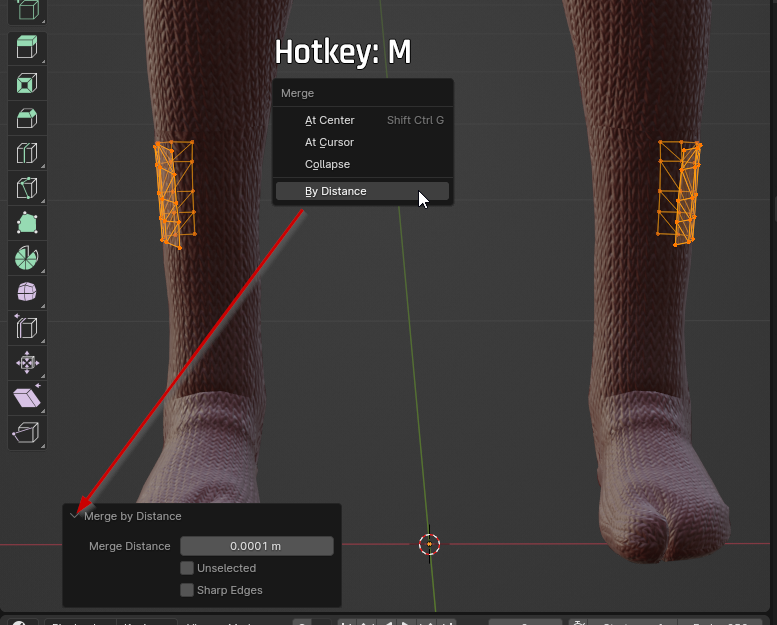 Hotkey: M
Merge
At Center Shift Ctrl G
At Cursor
Collapse
By Distance
Merge by Distance
Merge Distance 0.0001 m
Unselected
Sharp Edges